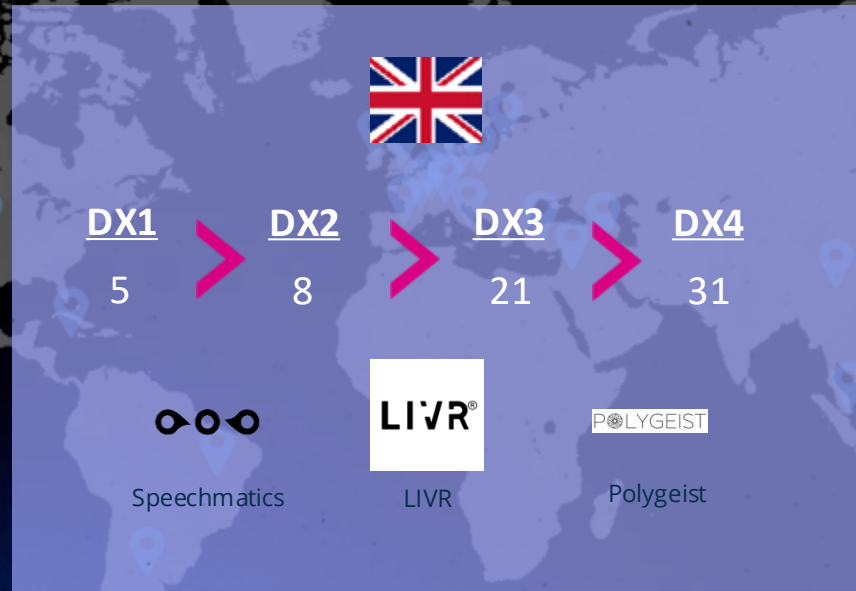 DX1 DX2 DX3 DX4
5 8 21 31
LIVR®
POLYGEIST
Speechmatics LIVR Polygeist